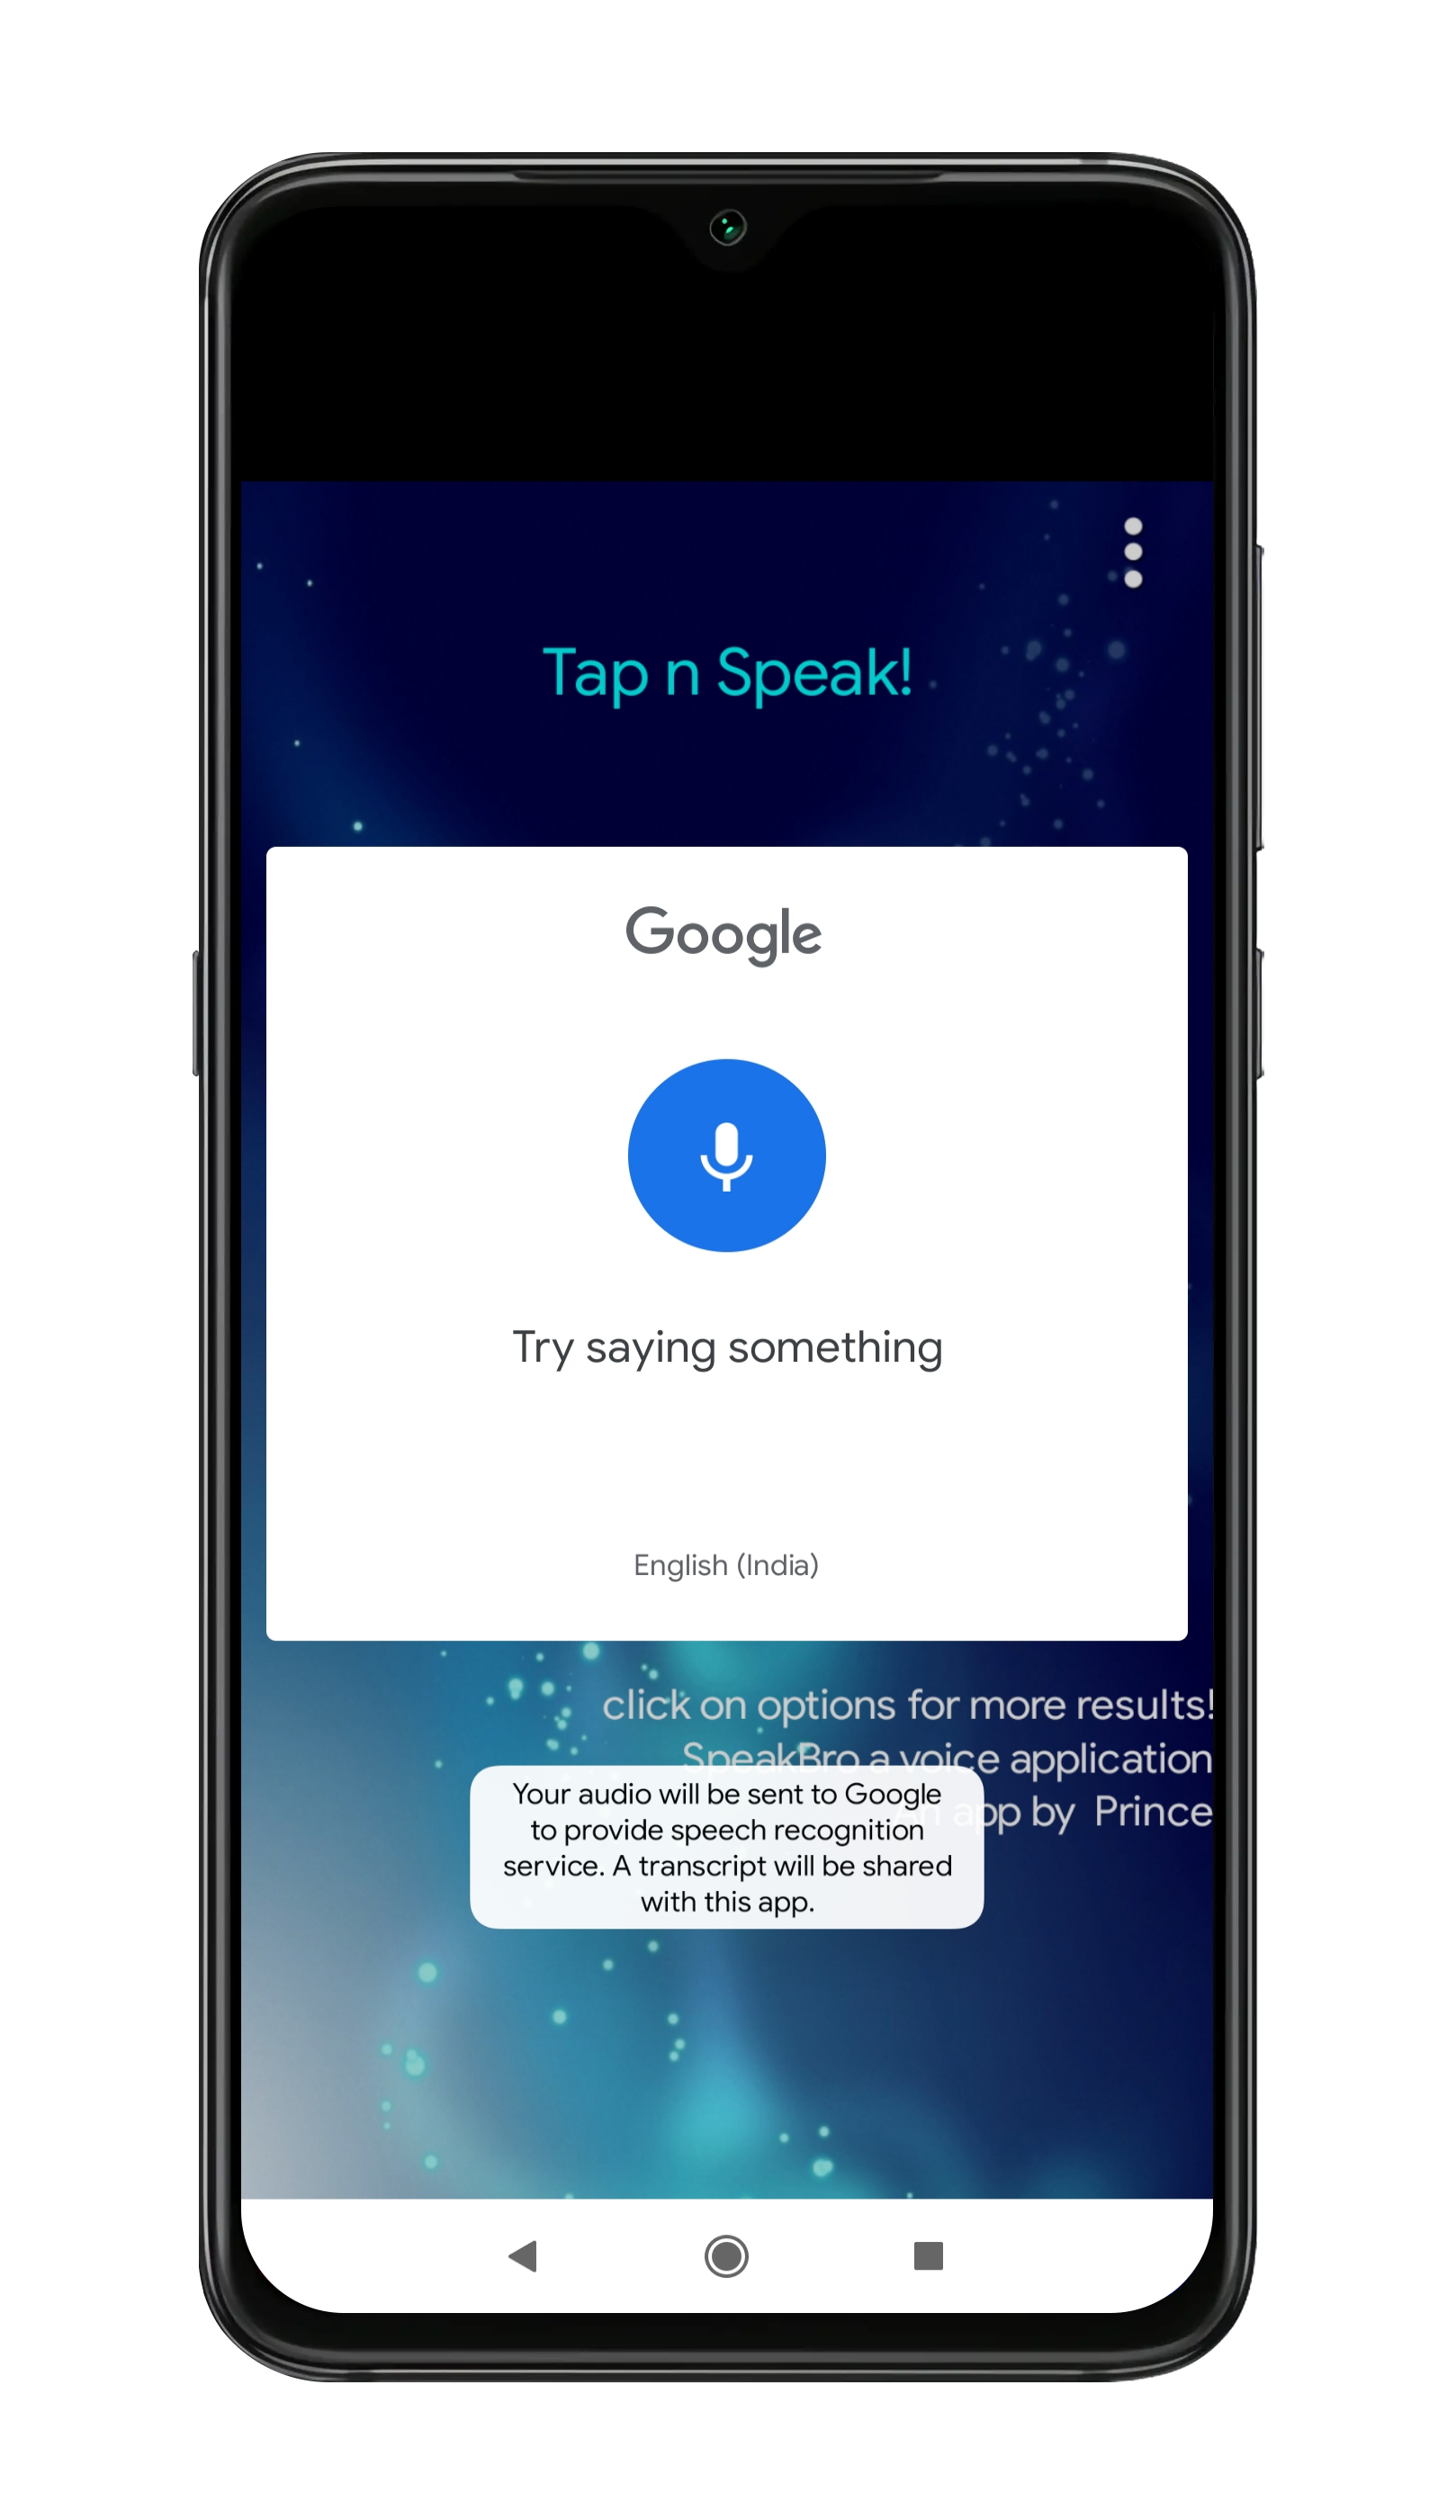 Tap n Speak!
Google
Try saying something
English (India)
click on options for more results!
SpeakBro a voice application
An app by  Prince
Your audio will be sent to Google
to provide speech recognition
service. A transcript will be shared
with this app.